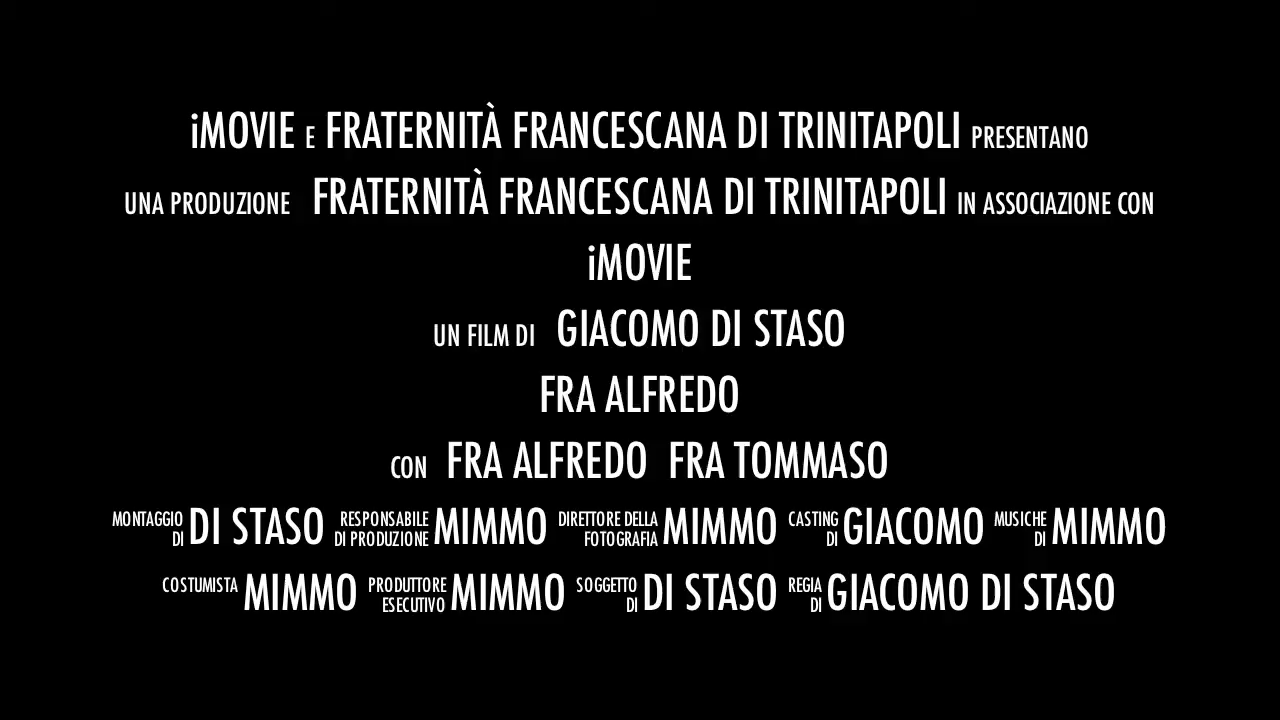 iMOVIE E FRATERNITÀ FRANCESCANA DI TRINITAPOLI PRESENTANO
UNA PRODUZIONE FRATERNITÀ FRANCESCANA DI TRINITAPOLI IN ASSOCIAZIONE CON
iMOVIE
UN FILM DI GIACOMO DI STASO
FRA ALFREDO
CON FRA ALFREDO FRA TOMMASO
MONTAGGIO DI DI STASO RESPONSABILE DI PRODUZIONE MIMMO DIRETTORE DELLA FOTOGRAFIA MIMMO CASTING DI GIACOMO MUSICHE DI MIMMO
COSTUMISTA MIMMO PRODUTTORE ESECUTIVO MIMMO SOGGETTO DI DI STASO REGIA DI GIACOMO DI STASO